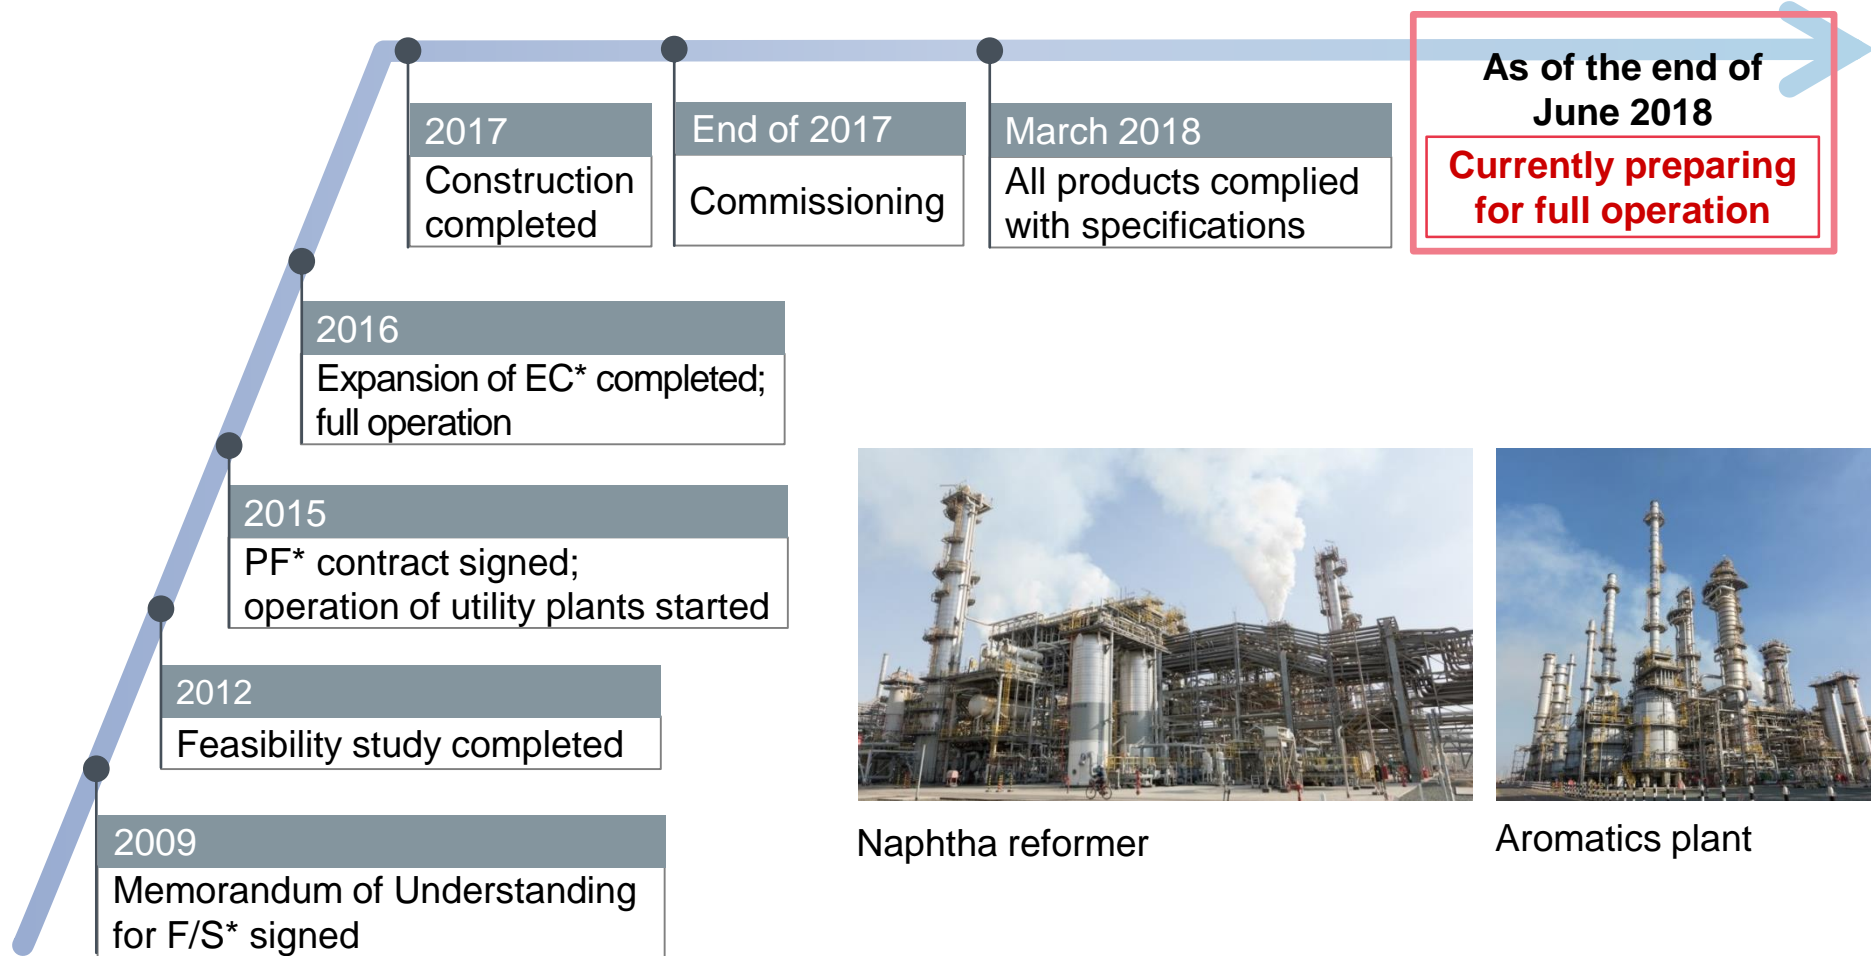 2017
Construction
completed
End of 2017
Commissioning
March 2018
All products complied
with specifications
As of the end of
June 2018
Currently preparing
for full operation
2016
Expansion of EC* completed;
full operation
2015
PF* contract signed;
operation of utility plants started
2012
Feasibility study completed
2009
Memorandum of Understanding
for F/S* signed
Naphtha reformer
Aromatics plant